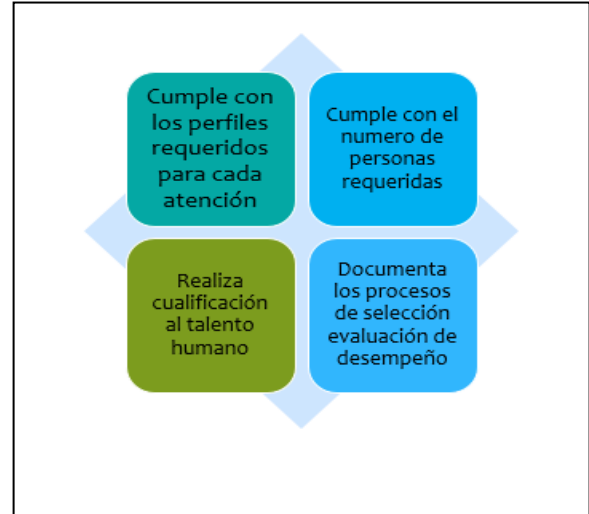 Cumple con
los perfiles
requeridos
para cada
atención
Cumple con el
numero de
personas
requeridas
Realiza
cualificación
al talento
humano
Documenta
los procesos
de selección
evaluación de
desempeño